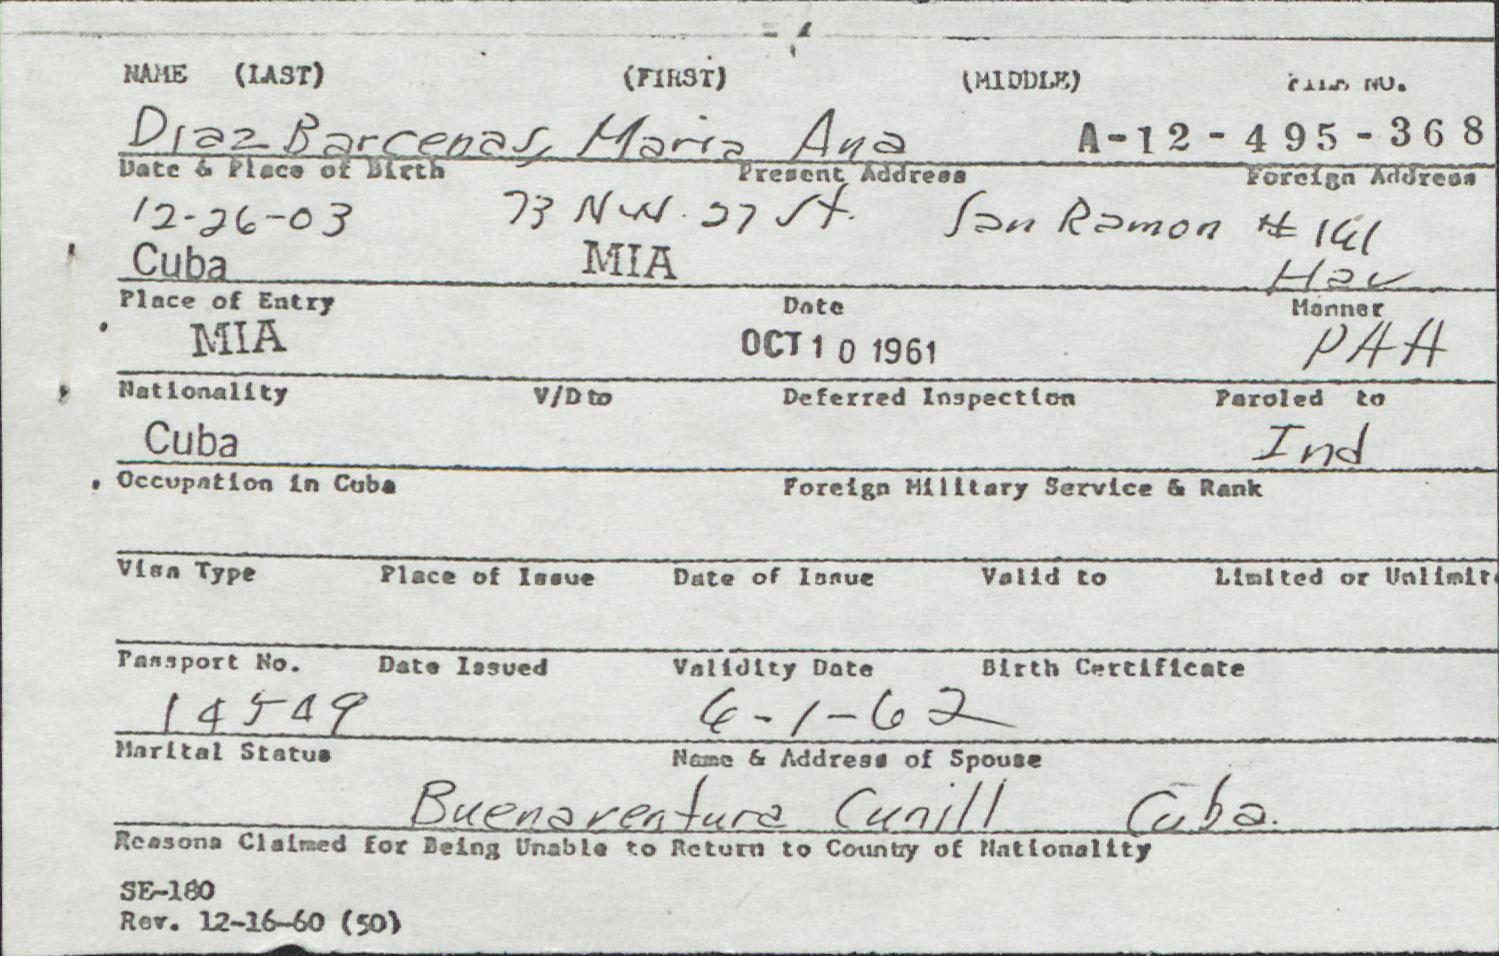 NAME (LAST) (FIRST) (MIDDLE) FILE NO.
Diaz Barcenas, Maria Ana A-12-495-368
Date & Place of Birth Present Address Foreign Address
12-26-03 73 N.W. 27 St. San Ramon # 161
Cuba MIA Hav
Place of Entry Date Manner
MIA OCT 10 1961 PAA
Nationality V/D to Deferred Inspection Paroled to
Cuba Ind
Occupation in Cuba Foreign Military Service & Rank
Visa Type Place of Issue Date of Issue Valid to Limited or Unlimit
Passport No. Date Issued Validity Date Birth Certificate
14549 6-1-62
Marital Status Name & Address of Spouse
Buenaventura Cunill Cuba.
Reasons Claimed for Being Unable to Return to County of Nationality
SE-180
Rev. 12-16-60 (50)